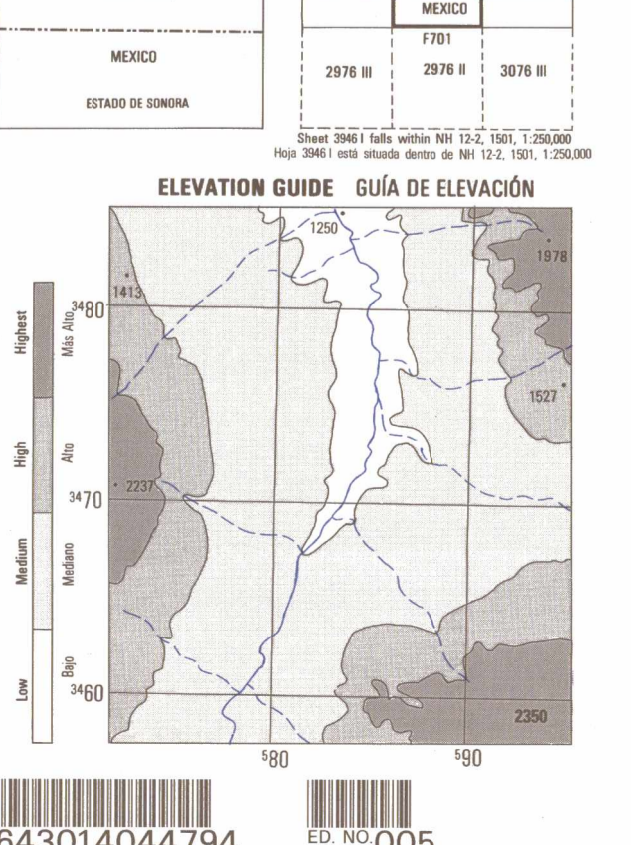 MEXICO
MEXICO
ESTADO DE SONORA
F701
2976 III 2976 II 3076 III
Sheet 3946 I falls within NH 12-2, 1501, 1:250,000
Hoja 3946 I está situada dentro de NH 12-2, 1501, 1:250,000
ELEVATION GUIDE GUÍA DE ELEVACIÓN
Highest
Más Alto
High
Alto
Medium
Mediano
Low
Bajo
1250
1978
1413
3480
1527
2237
3470
3460
2350
580 590
643014044794
ED. NO. 005